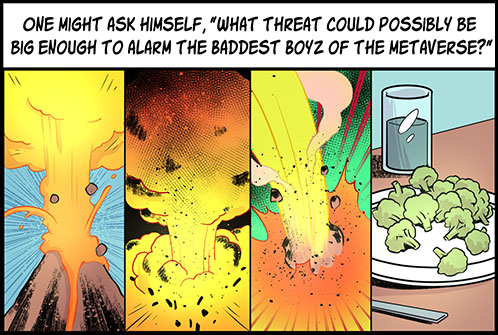 ONE MIGHT ASK HIMSELF, "WHAT THREAT COULD POSSIBLY BE
BIG ENOUGH TO ALARM THE BADDEST BOYZ OF THE METAVERSE?"